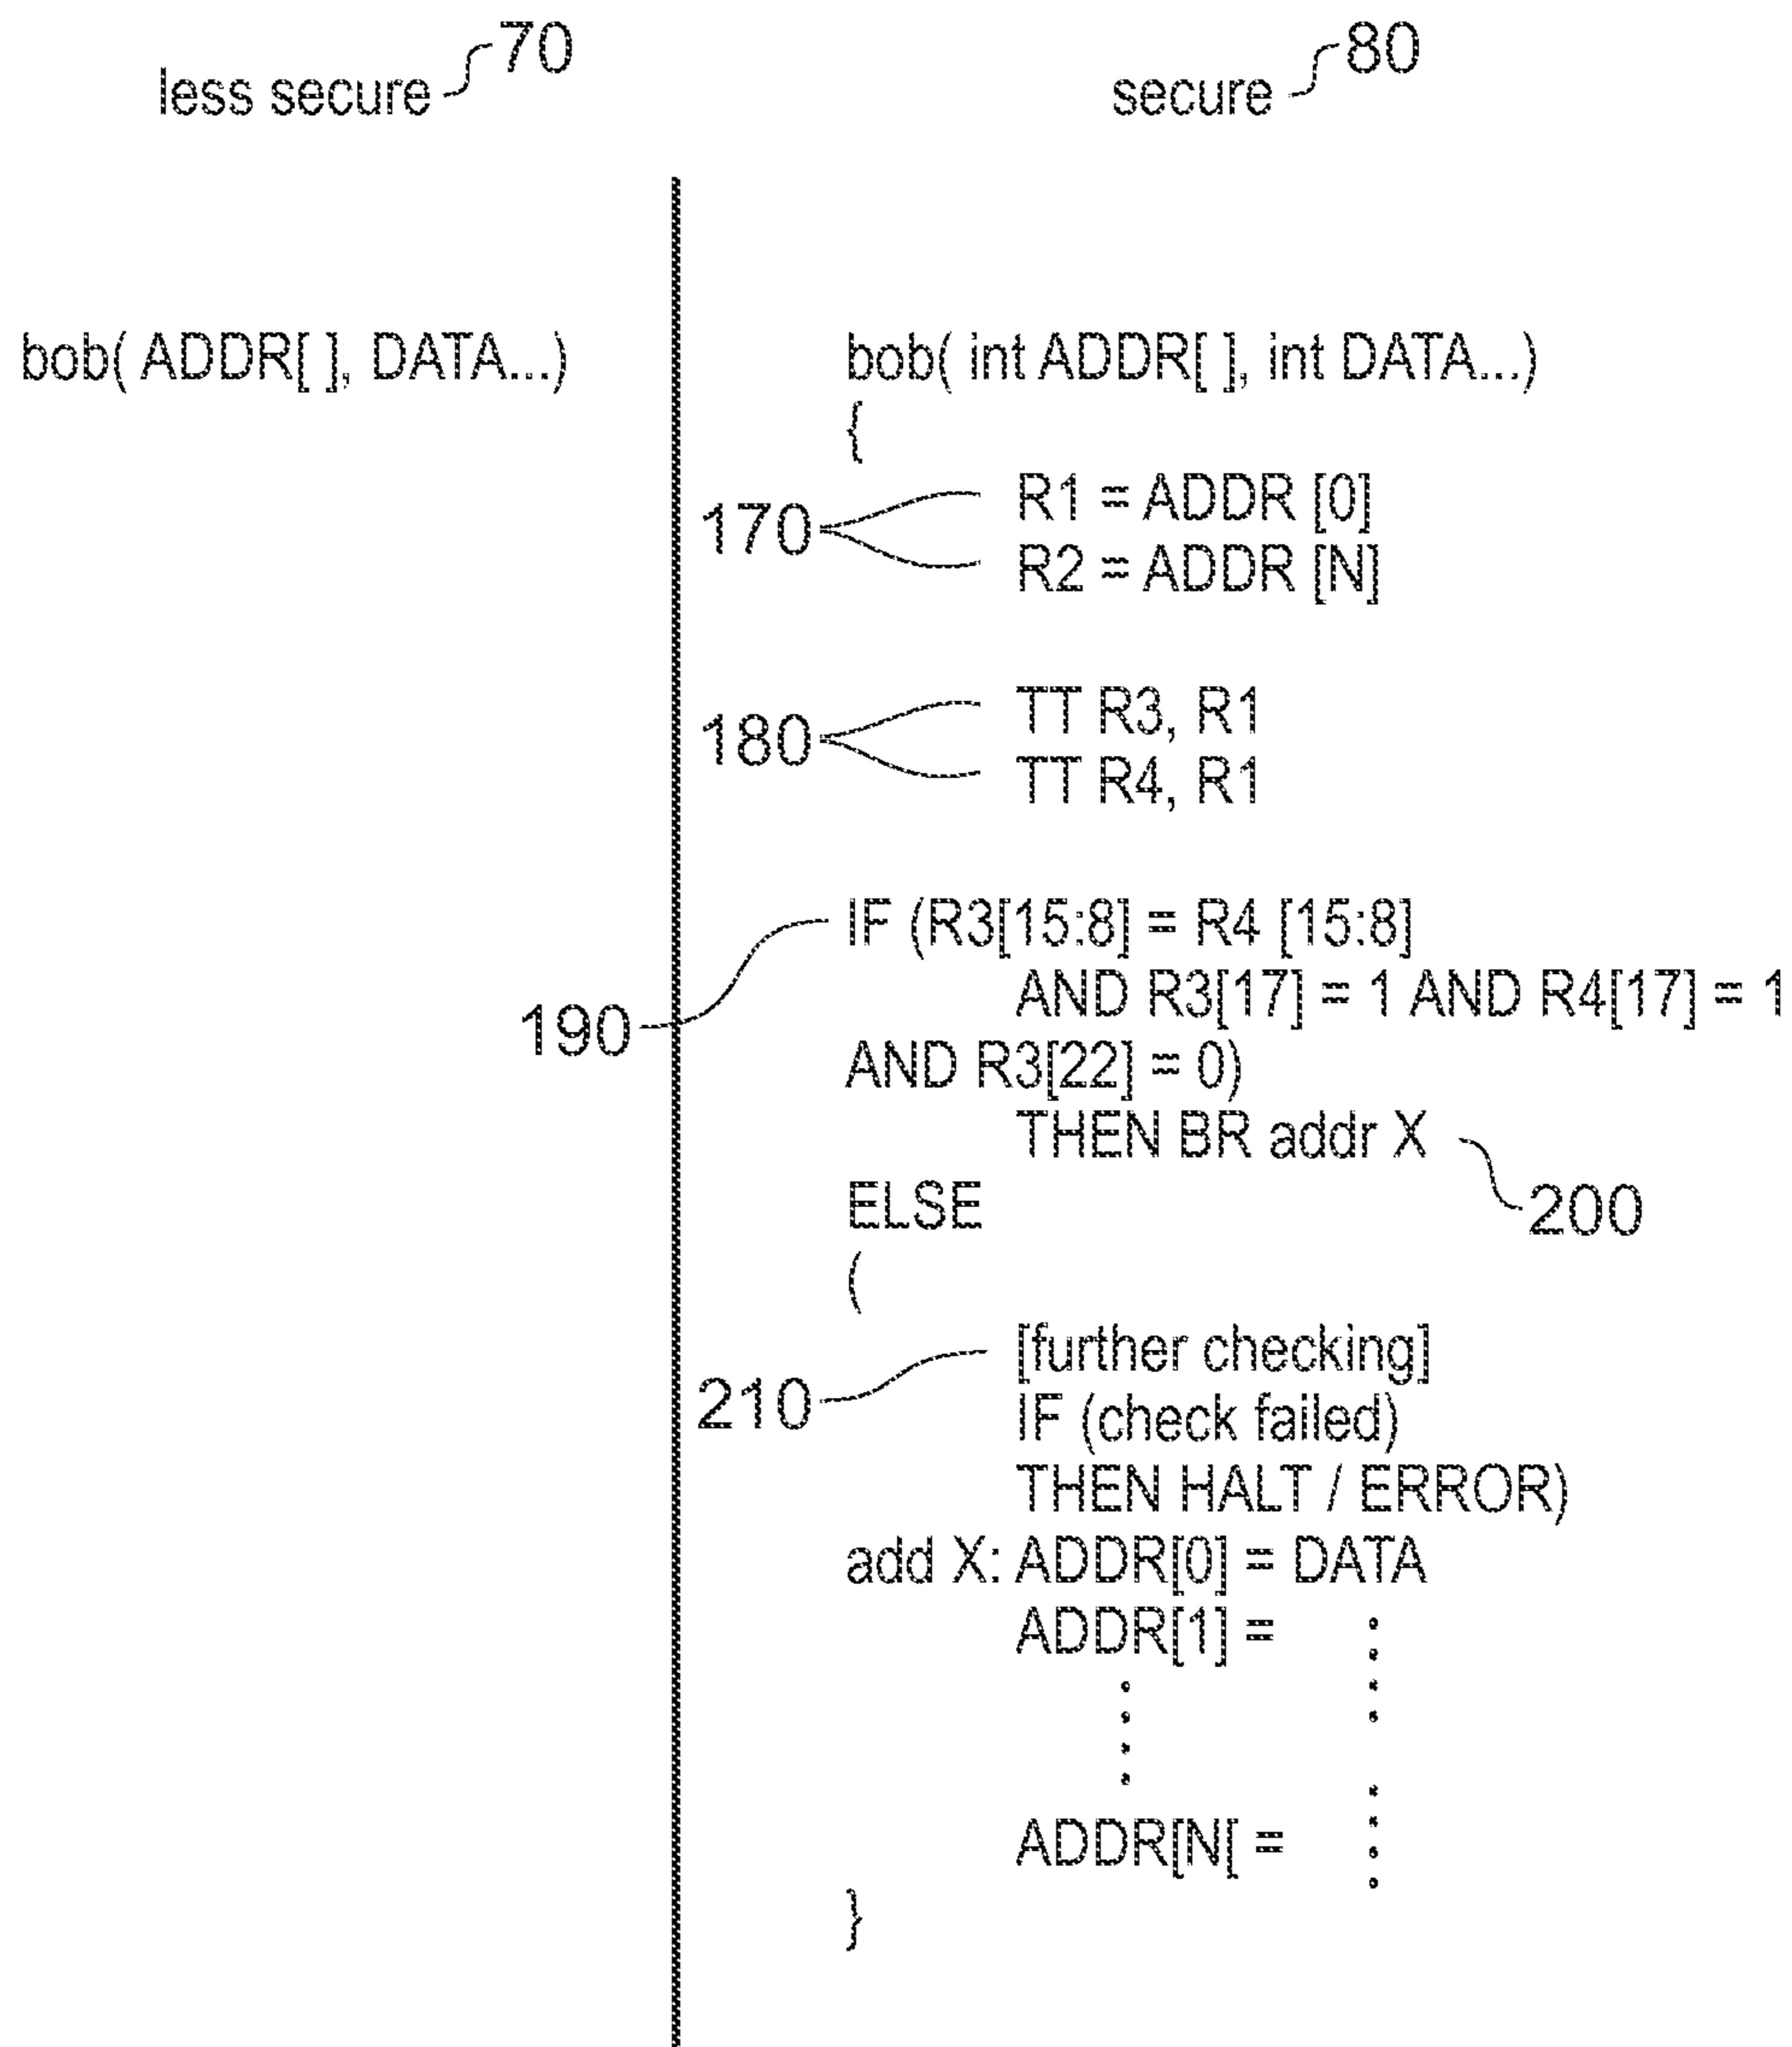 less secure 70
secure 80
bob( ADDR[ ], DATA...)
bob( int ADDR[ ], int DATA...)
{
170
R1 = ADDR [0]
R2 = ADDR [N]
180
TT R3, R1
TT R4, R1
190
IF (R3[15:8] = R4 [15:8]
AND R3[17] = 1 AND R4[17] = 1
AND R3[22] = 0)
THEN BR addr X
200
ELSE
(
210
[further checking]
IF (check failed)
THEN HALT / ERROR)
add X: ADDR[0] = DATA
ADDR[1] =
ADDR[N[ =
}